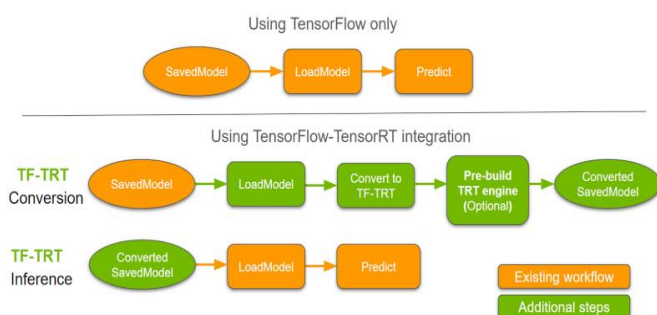 Using TensorFlow only
SavedModel
LoadModel
Predict
Using TensorFlow-TensorRT integration
TF-TRT
Conversion
SavedModel
LoadModel
Convert to
TF-TRT
Pre-build
TRT engine
(Optional)
Converted
SavedModel
TF-TRT
Inference
Converted
SavedModel
LoadModel
Predict
Existing workflow
Additional steps